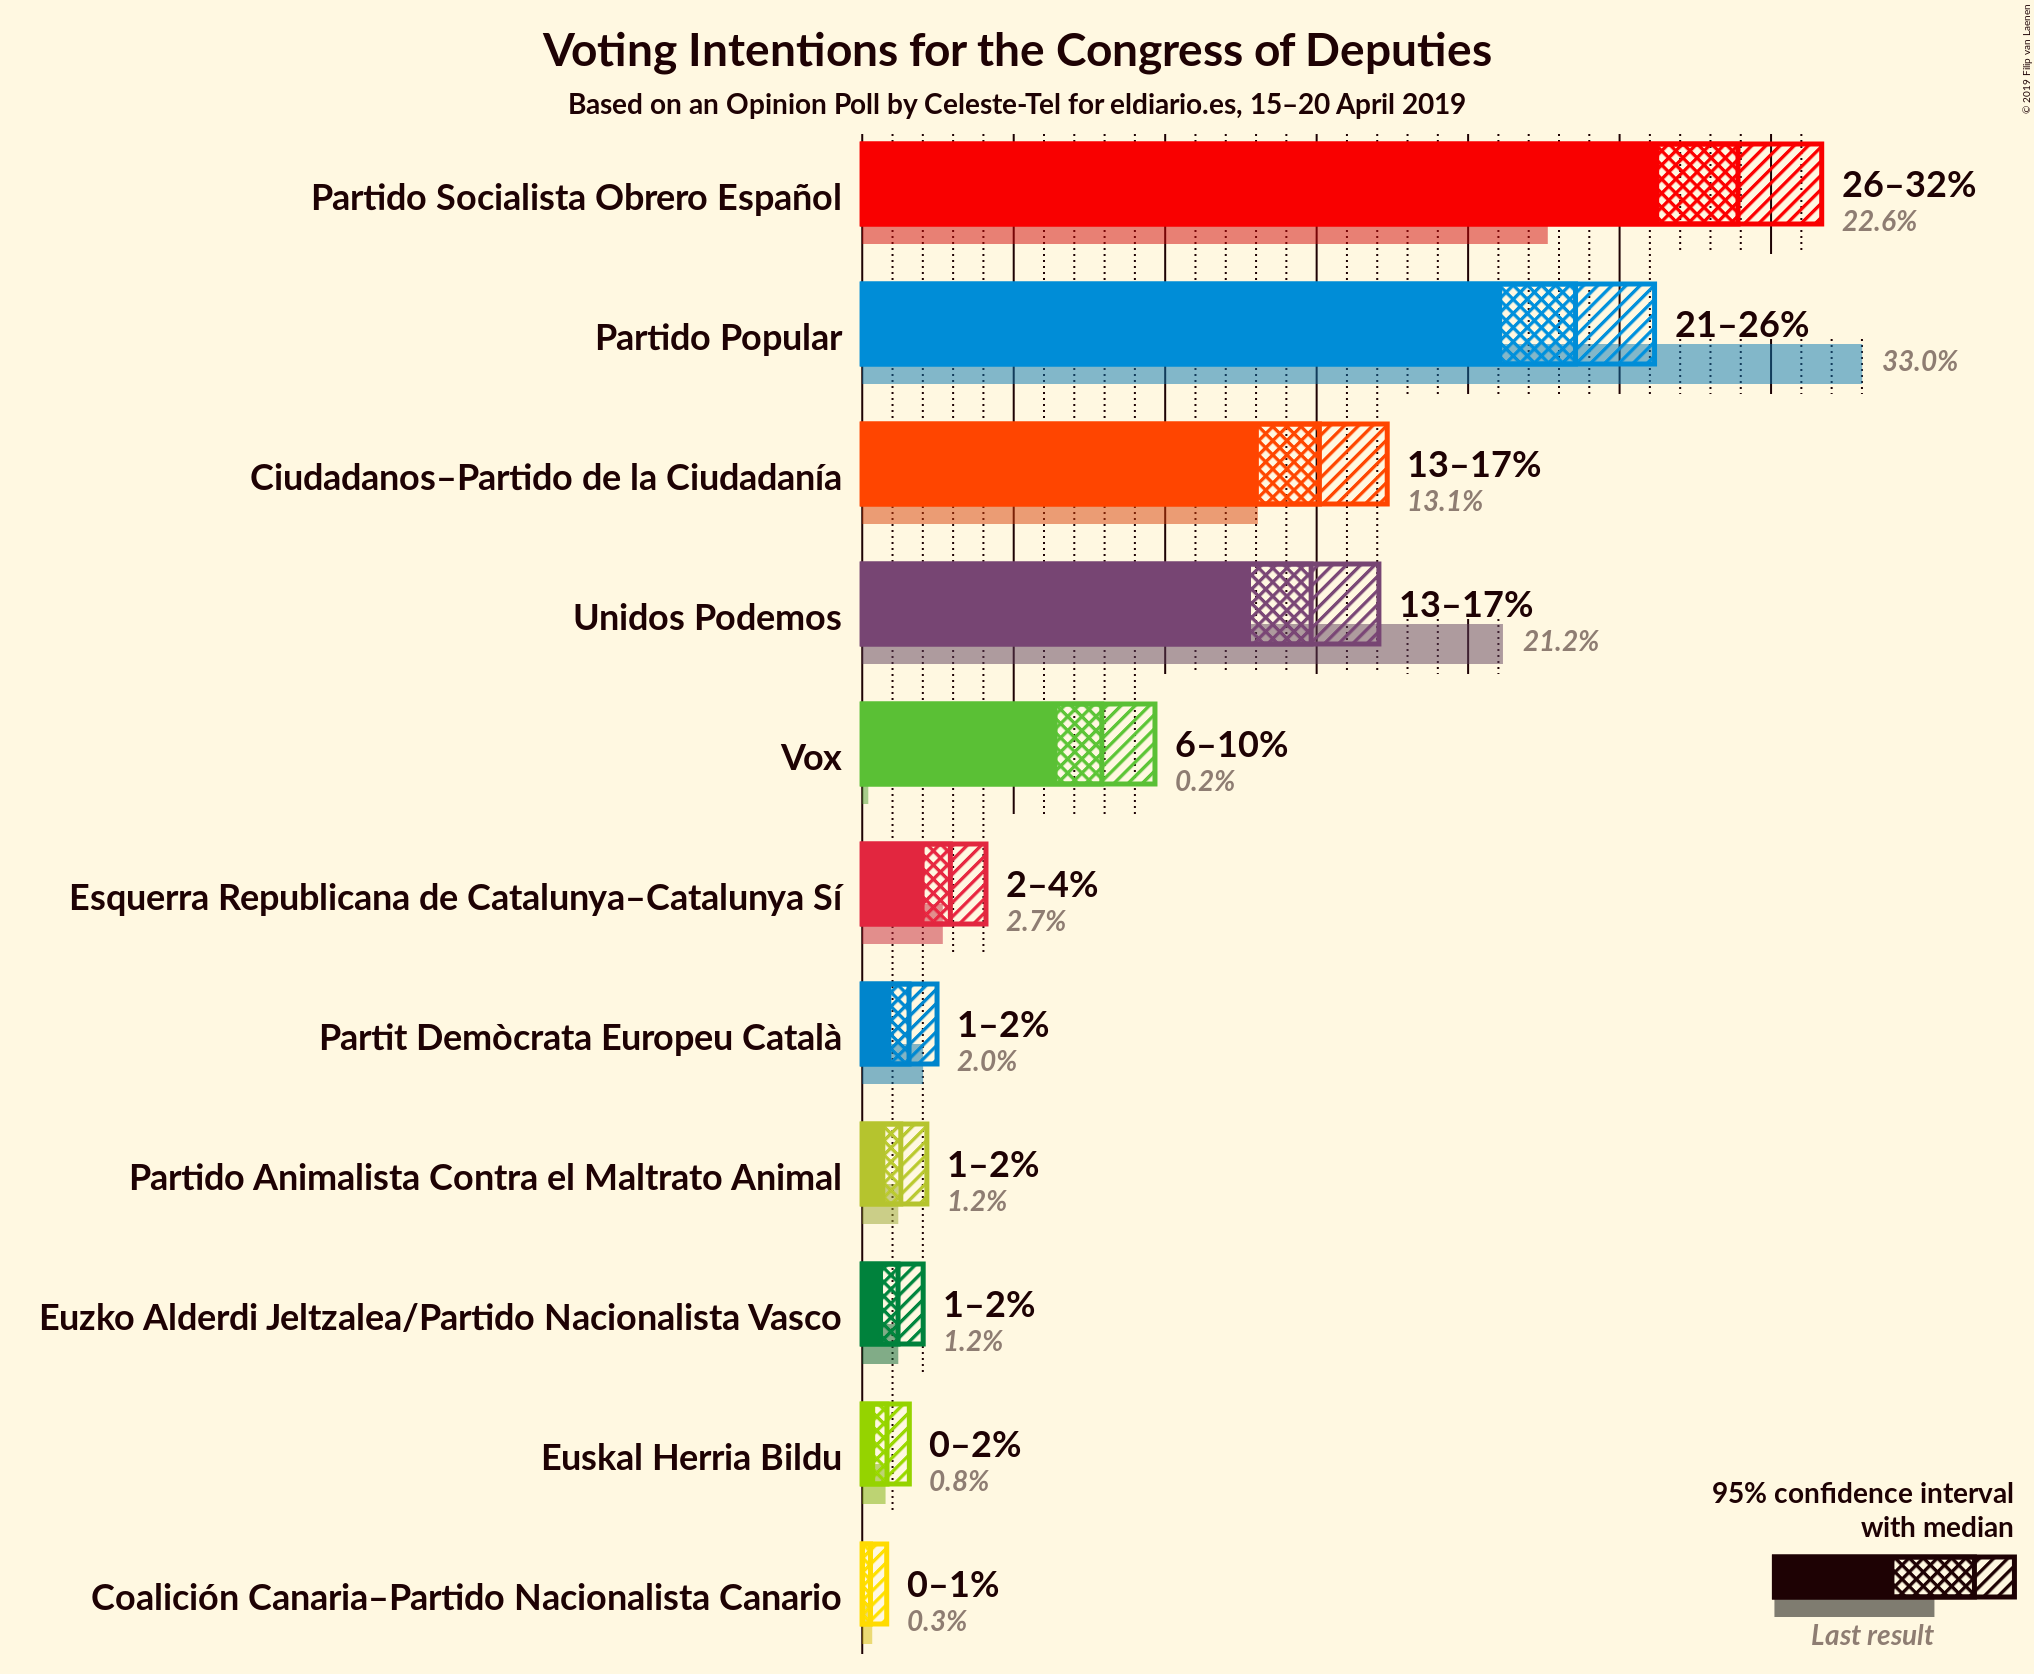 Voting Intentions for the Congress of Deputies
Based on an Opinion Poll by Celeste-Tel for eldiario.es, 15–20 April 2019
© 2019 Filip van Laenen
Partido Socialista Obrero Español
26–32%
22.6%
Partido Popular
21–26%
33.0%
Ciudadanos–Partido de la Ciudadanía
13–17%
13.1%
Unidos Podemos
13–17%
21.2%
Vox
6–10%
0.2%
Esquerra Republicana de Catalunya–Catalunya Sí
2–4%
2.7%
Partit Demòcrata Europeu Català
1–2%
2.0%
Partido Animalista Contra el Maltrato Animal
1–2%
1.2%
Euzko Alderdi Jeltzalea/Partido Nacionalista Vasco
1–2%
1.2%
Euskal Herria Bildu
0–2%
0.8%
Coalición Canaria–Partido Nacionalista Canario
0–1%
0.3%
95% confidence interval
with median
Last result